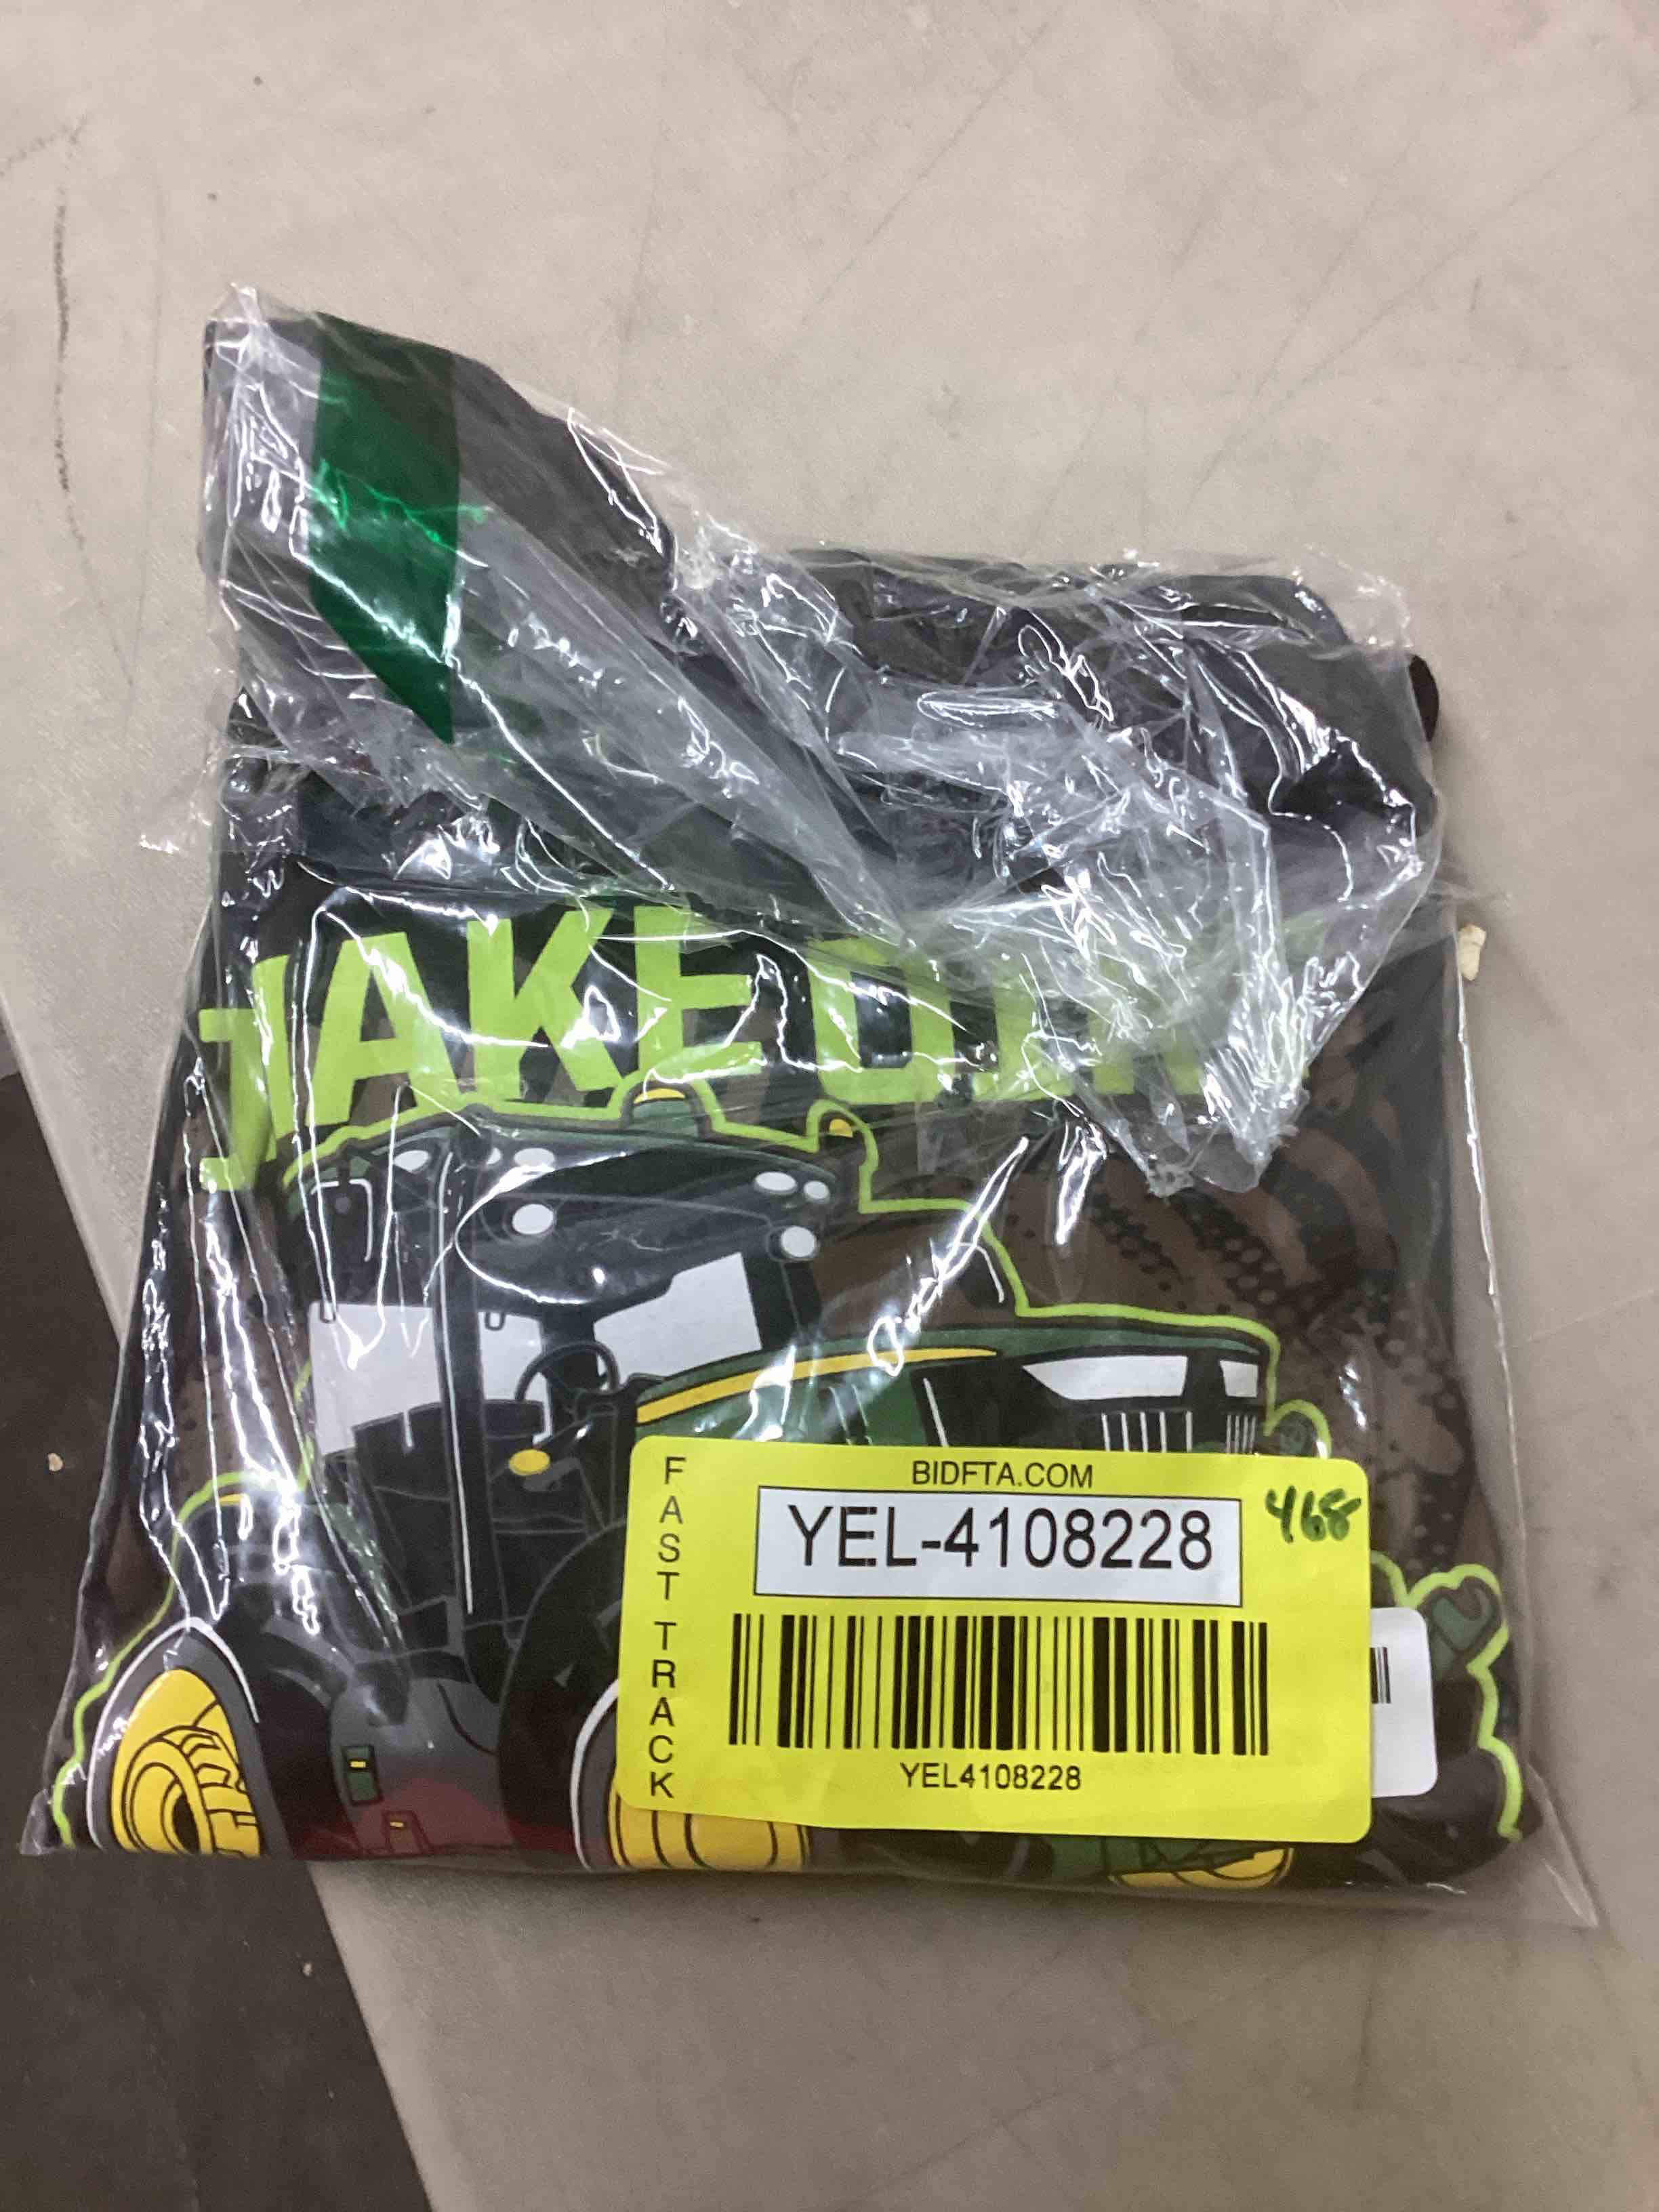 BIDFTA.COM
YEL-4108228
468
FAST TRACK
YEL4108228